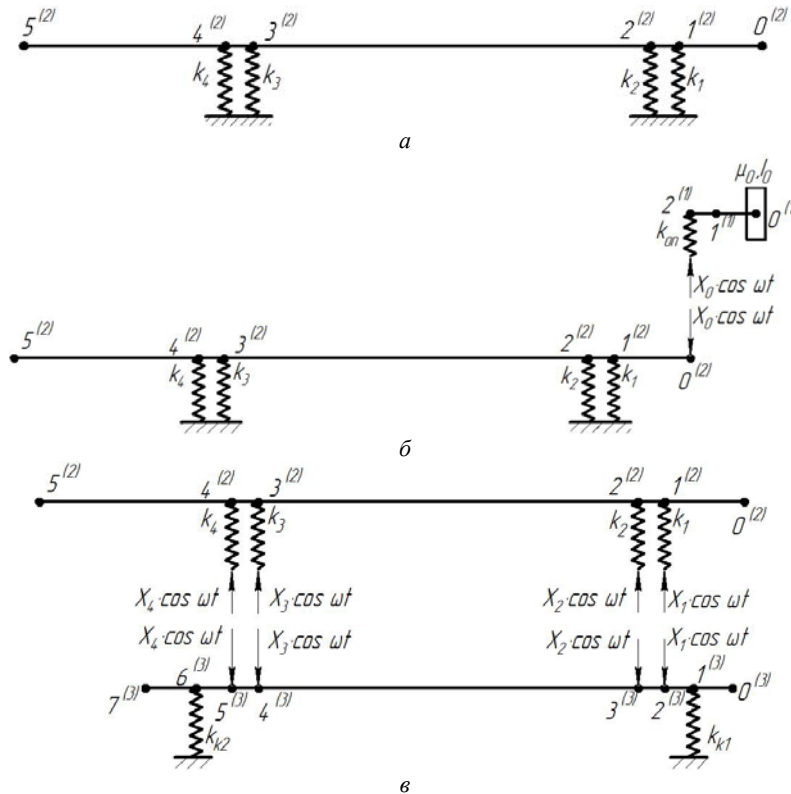 5⁽²⁾ 4⁽²⁾ 3⁽²⁾ 2⁽²⁾ 1⁽²⁾ 0⁽²⁾
k₄ k₃ k₂ k₁
а
μ₀,J₀
2⁽¹⁾ 1⁽¹⁾ 0⁽¹
kоп
X₀·cos ωt
X₀·cos ωt
5⁽²⁾ 4⁽²⁾ 3⁽²⁾ 2⁽²⁾ 1⁽²⁾
k₄ k₃ k₂ k₁ 0⁽²⁾
б
5⁽²⁾ 4⁽²⁾ 3⁽²⁾ 2⁽²⁾ 1⁽²⁾
k₄ k₃ k₂ k₁ 0⁽²⁾
X₄·cos ωt X₃·cos ωt X₂·cos ωt X₁·cos ωt
X₄·cos ωt X₃·cos ωt X₂·cos ωt X₁·cos ωt
6⁽³⁾ 1⁽³⁾
7⁽³⁾ 5⁽³⁾ 4⁽³⁾ 3⁽³⁾ 2⁽³⁾ 0⁽³⁾
kк2 kк1
в